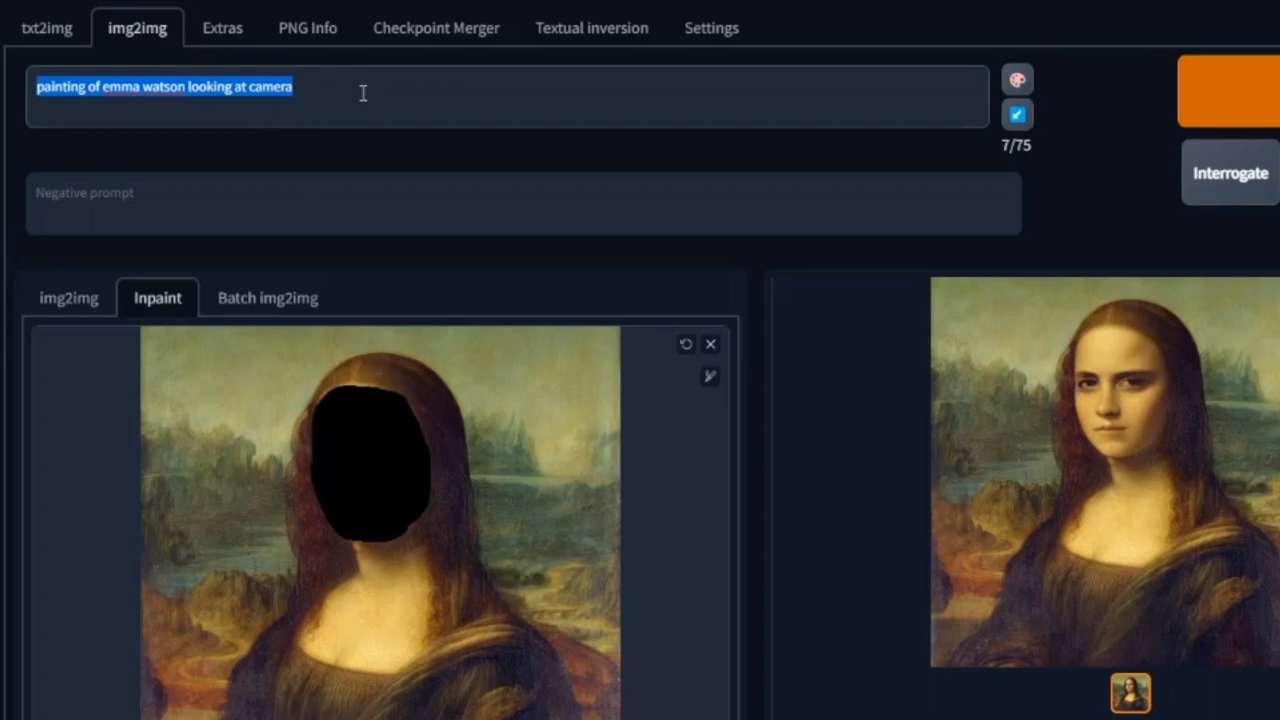 txt2img
img2img
Extras
PNG Info
Checkpoint Merger
Textual inversion
Settings
painting of emma watson looking at camera
7/75
Interrogate
Negative prompt
img2img
Inpaint
Batch img2img